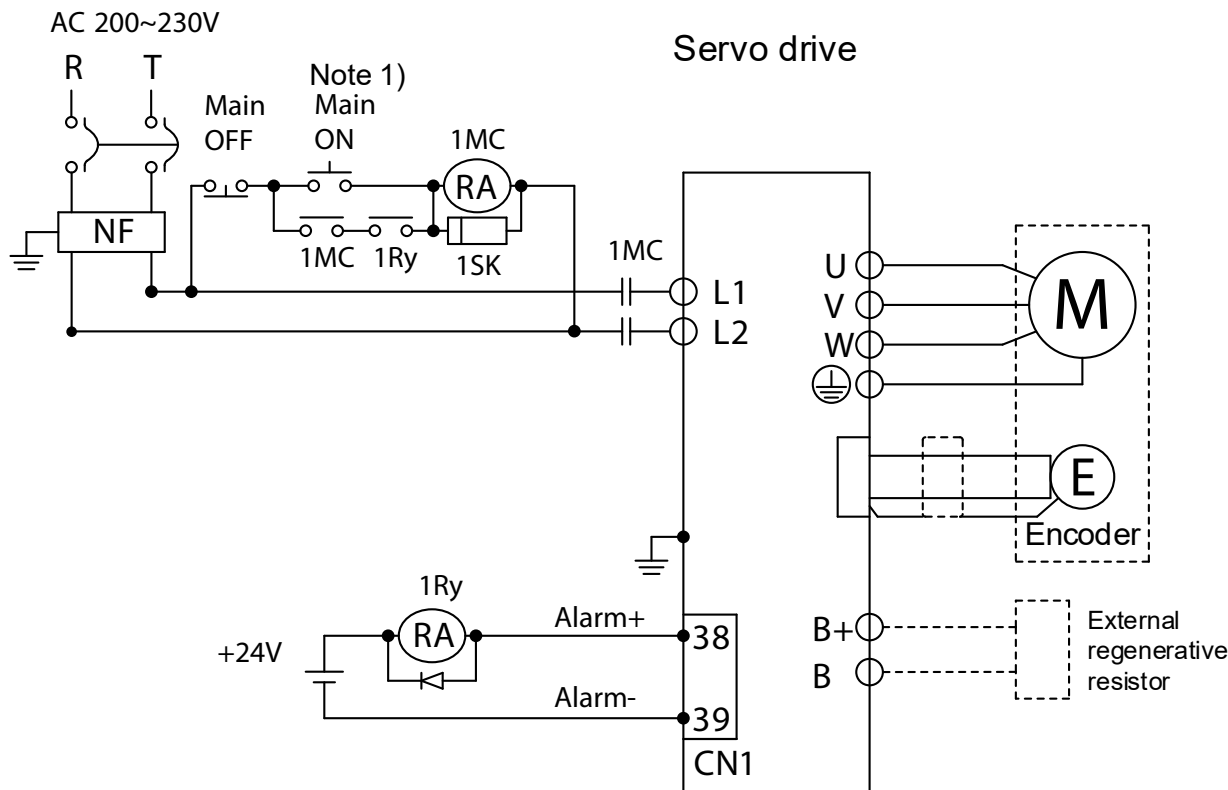 AC 200~230V
R
T
Servo drive
Note 1)
Main
OFF
Main
ON
1MC
RA
NF
1MC
1Ry
1SK
1MC
L1
L2
U
V
W
M
E
Encoder
1Ry
RA
+24V
Alarm+
38
Alarm-
39
CN1
B+
B
External
regenerative
resistor